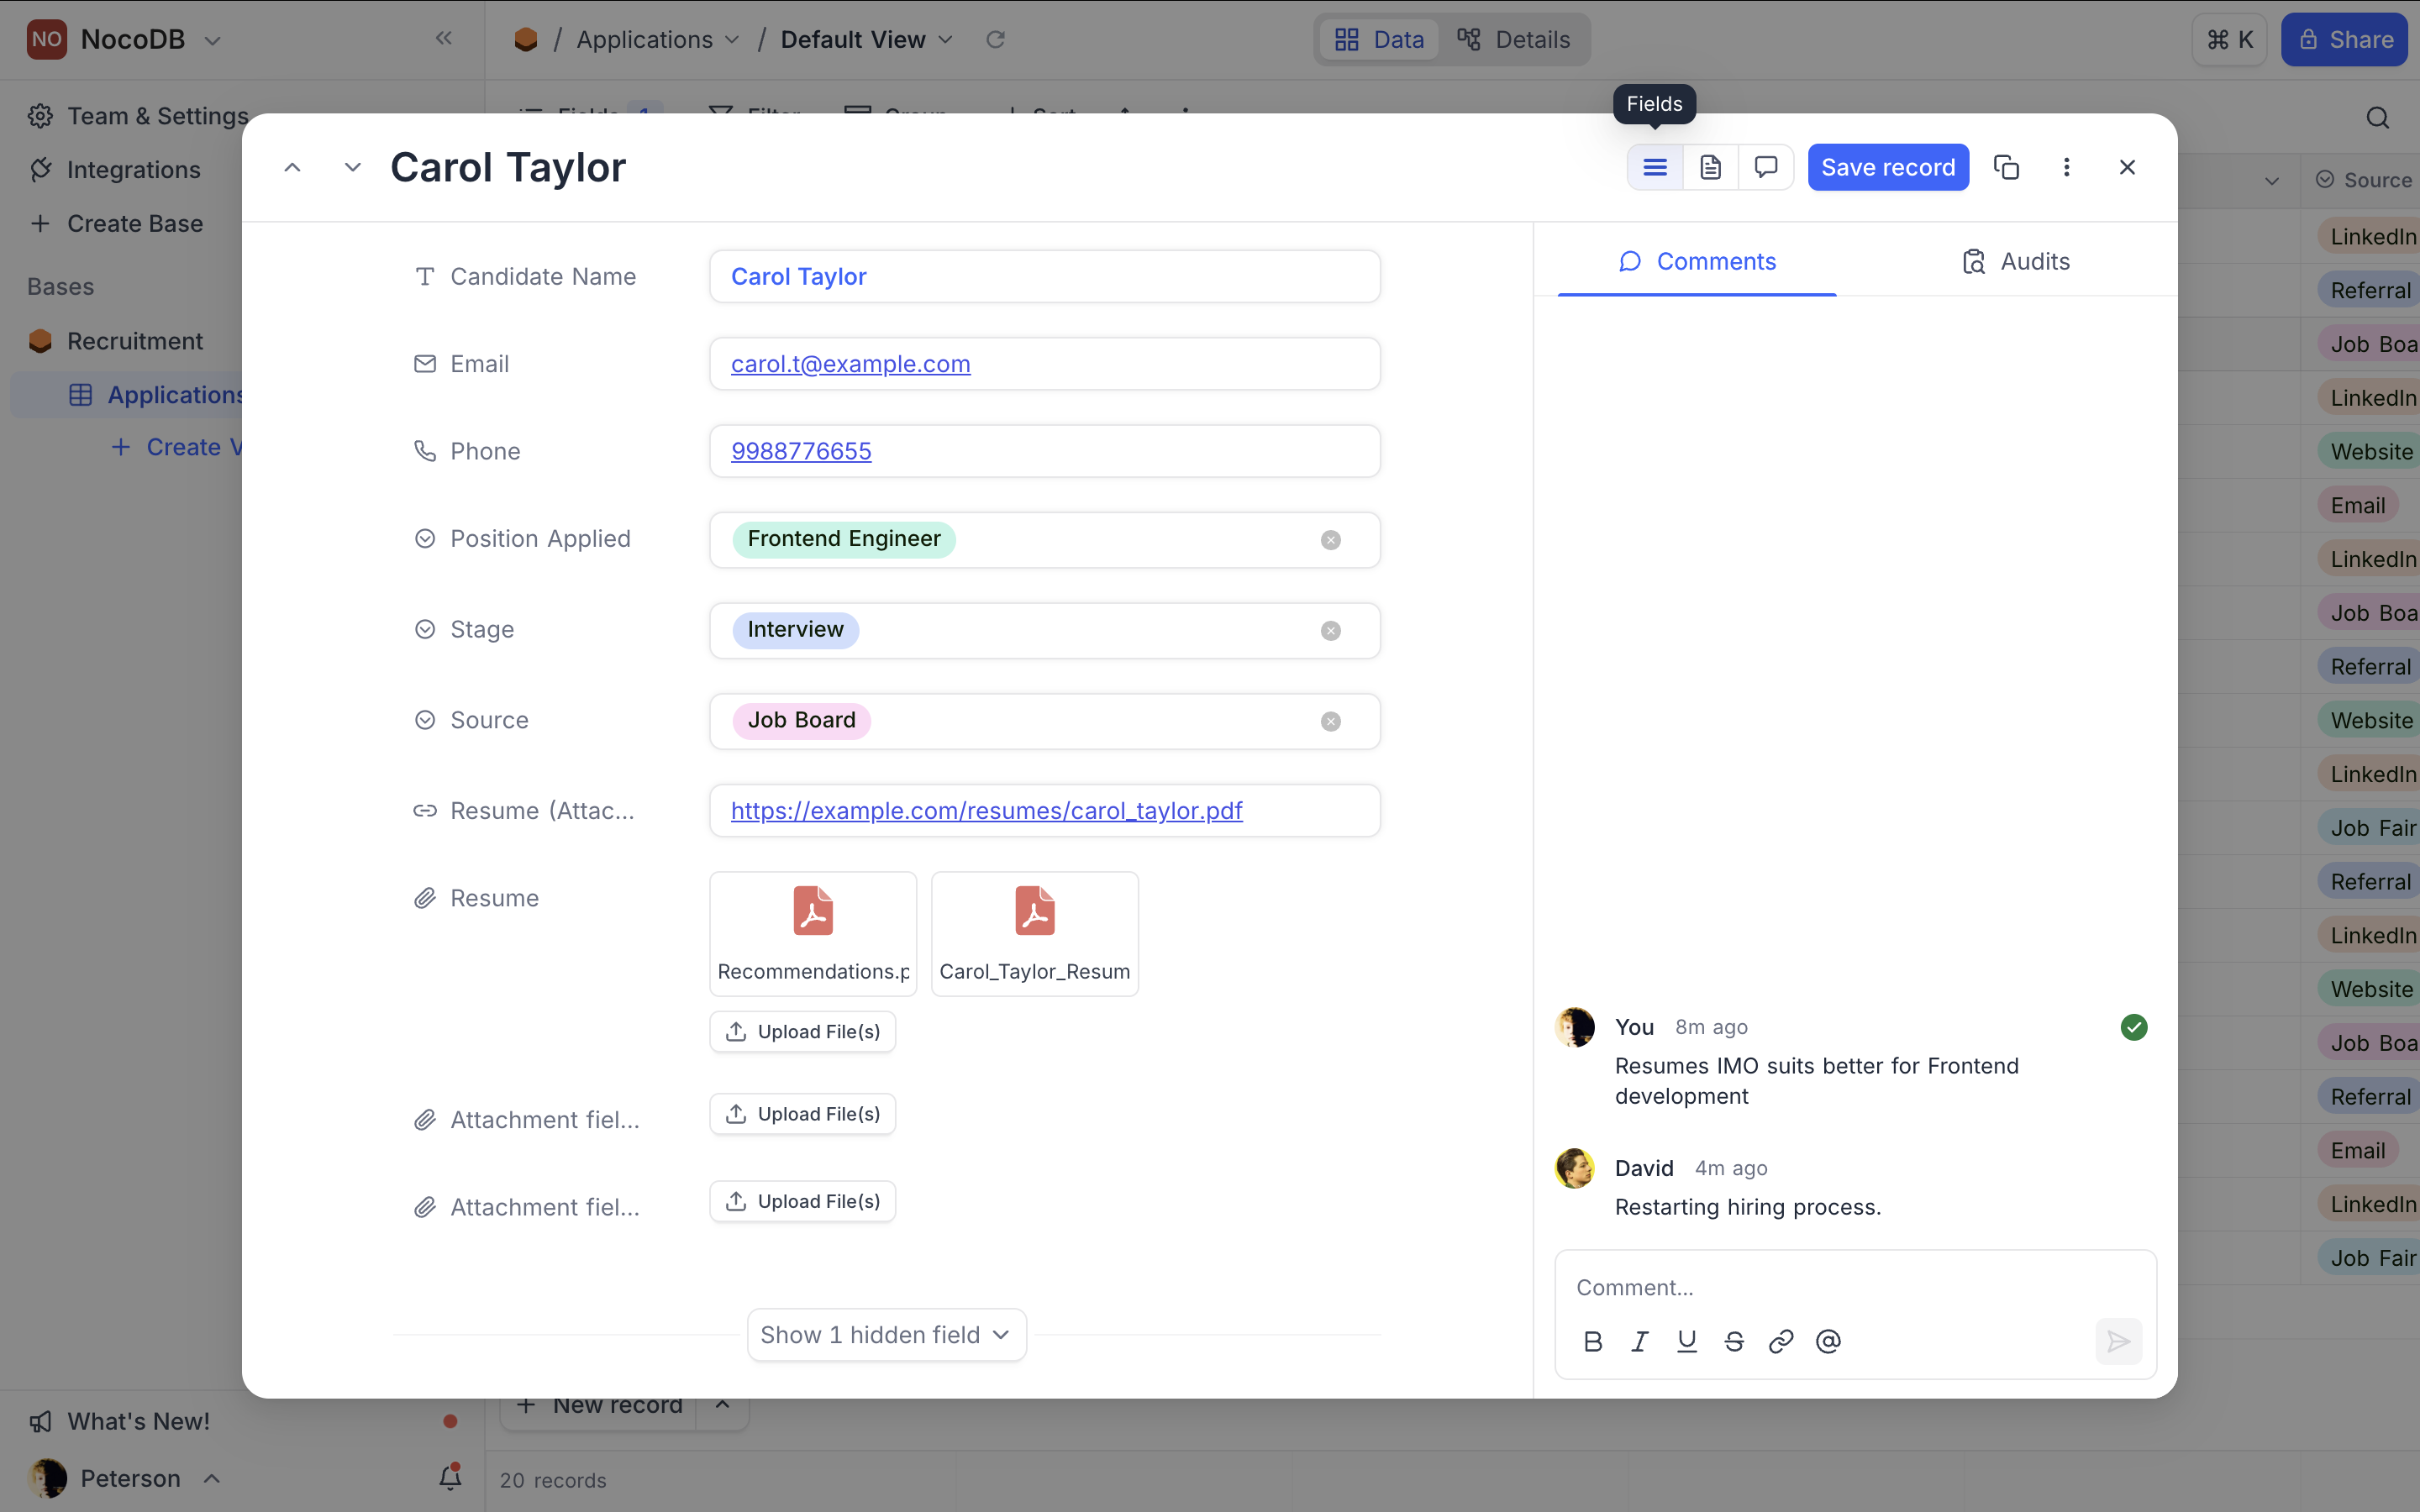 NO NocoDB
/ Applications / Default View
Data Details
⌘ K
Share
Team & Settings
Integrations
Create Base
Bases
Recruitment
Applications
Create V
What's New!
Peterson
Fields 1 Filter Group Sort
Fields
Carol Taylor
Save record
Candidate Name
Carol Taylor
Email
carol.t@example.com
Phone
9988776655
Position Applied
Frontend Engineer
Stage
Interview
Source
Job Board
Resume (Attac...
https://example.com/resumes/carol_taylor.pdf
Resume
Recommendations.p
Carol_Taylor_Resum
Upload File(s)
Attachment fiel...
Upload File(s)
Attachment fiel...
Upload File(s)
Show 1 hidden field
Comments
Audits
You 8m ago
Resumes IMO suits better for Frontend
development
David 4m ago
Restarting hiring process.
Comment...
B I U S @
Source
LinkedIn
Referral
Job Boa
LinkedIn
Website
Email
LinkedIn
Job Boa
Referral
Website
LinkedIn
Job Fair
Referral
LinkedIn
Website
Job Boa
Referral
Email
LinkedIn
Job Fair
New record
20 records